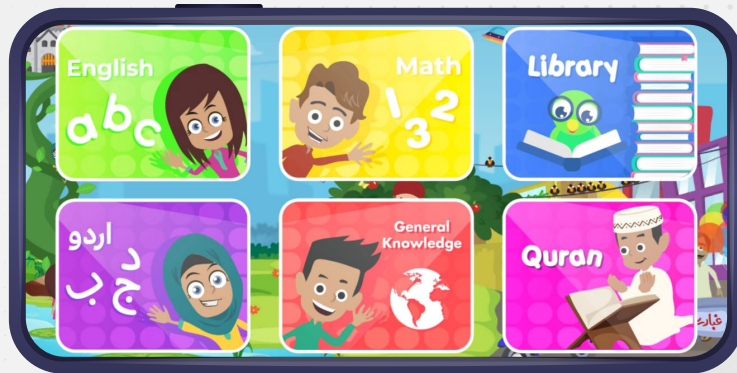 English
abc
Math
1 2
3
Library
اردو
د
ب ج
General
Knowledge
Quran